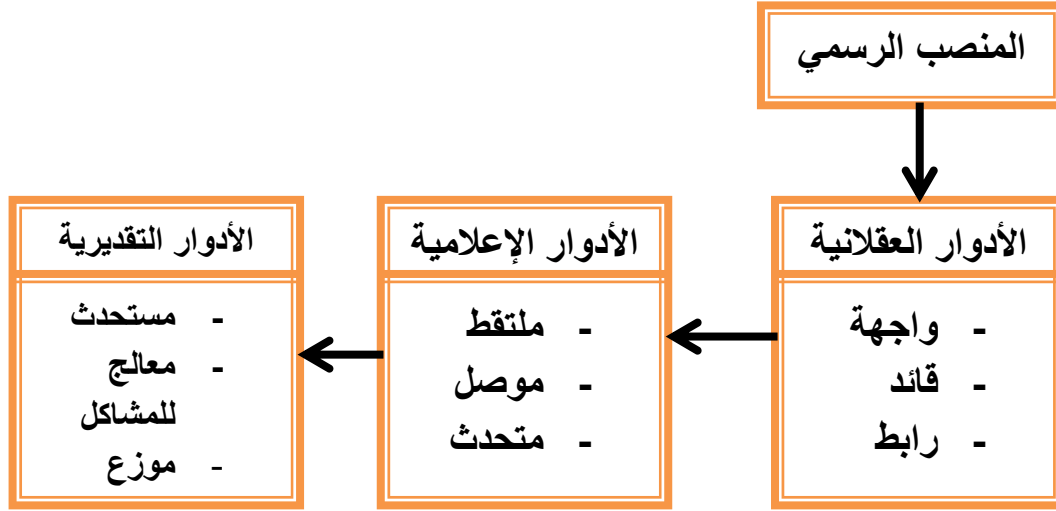 المنصب الرسمي
الأدوار العقلانية
- واجهة
- قائد
- رابط
الأدوار الإعلامية
- ملتقط
- موصل
- متحدث
الأدوار التقديرية
- مستحدث
- معالج
للمشاكل
- موزع